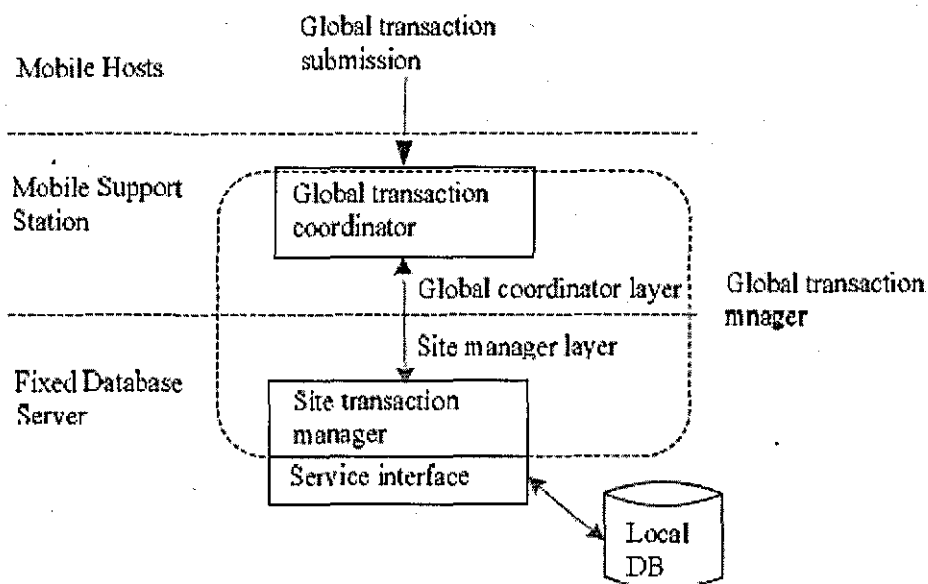 Global transaction
submission
Mobile Hosts
Mobile Support
Station
Global transaction
coordinator
Global coordinator layer
Global transaction
mnager
Site manager layer
Fixed Database
Server
Site transaction
manager
Service interface
Local
DB